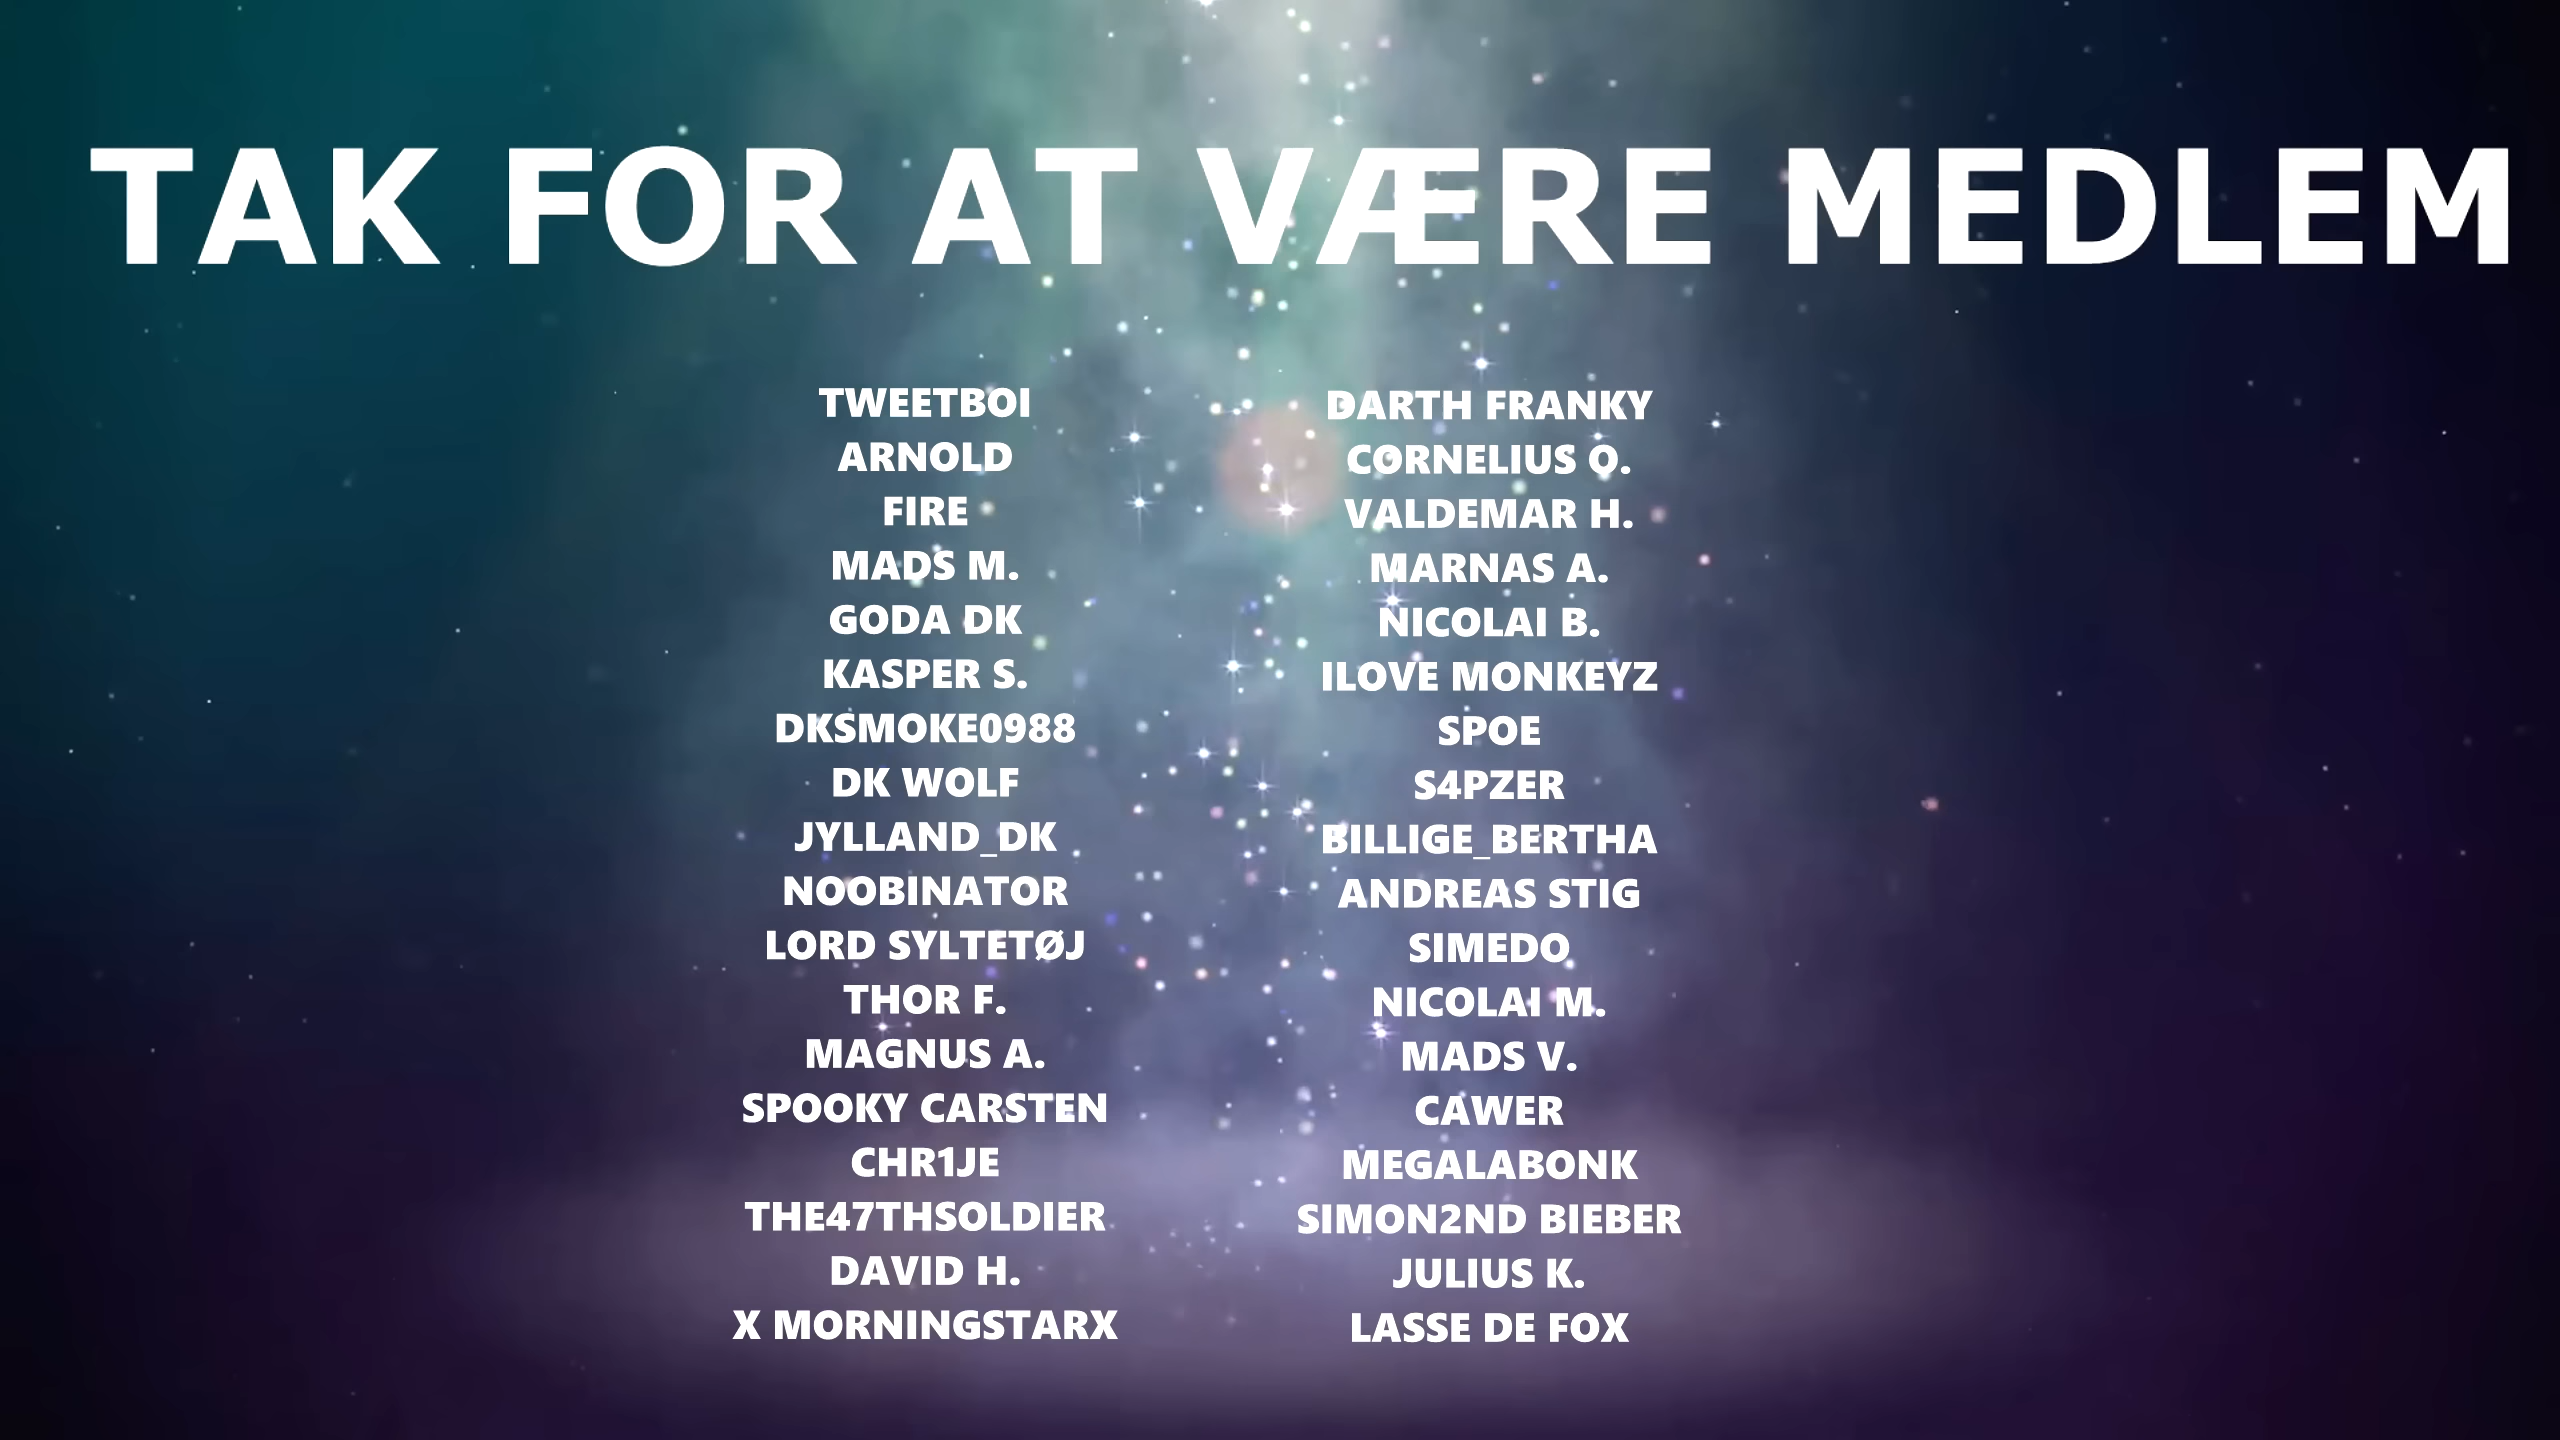 TAK FOR AT VÆRE MEDLEM
TWEETBOI
ARNOLD
FIRE
MADS M.
GODA DK
KASPER S.
DKSMOKE0988
DK WOLF
JYLLAND_DK
NOOBINATOR
LORD SYLTETØJ
THOR F.
MAGNUS A.
SPOOKY CARSTEN
CHR1JE
THE47THSOLDIER
DAVID H.
X MORNINGSTARX
DARTH FRANKY
CORNELIUS O.
VALDEMAR H.
MARNAS A.
NICOLAI B.
ILOVE MONKEYZ
SPOE
S4PZER
BILLIGE_BERTHA
ANDREAS STIG
SIMEDO
NICOLAI M.
MADS V.
CAWER
MEGALABONK
SIMON2ND BIEBER
JULIUS K.
LASSE DE FOX